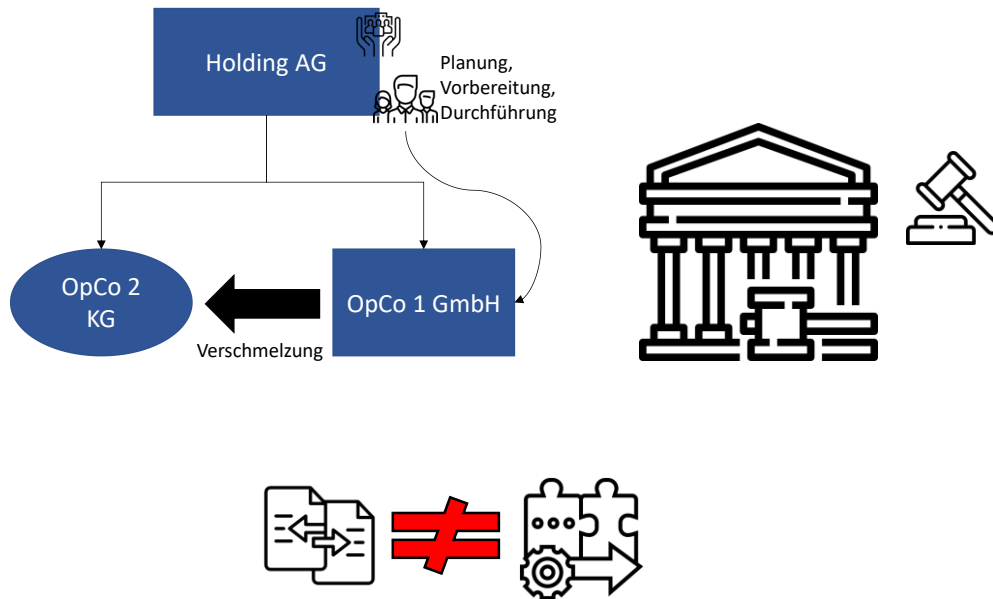 Holding AG
Planung,
Vorbereitung,
Durchführung
OpCo 2
KG
OpCo 1 GmbH
Verschmelzung